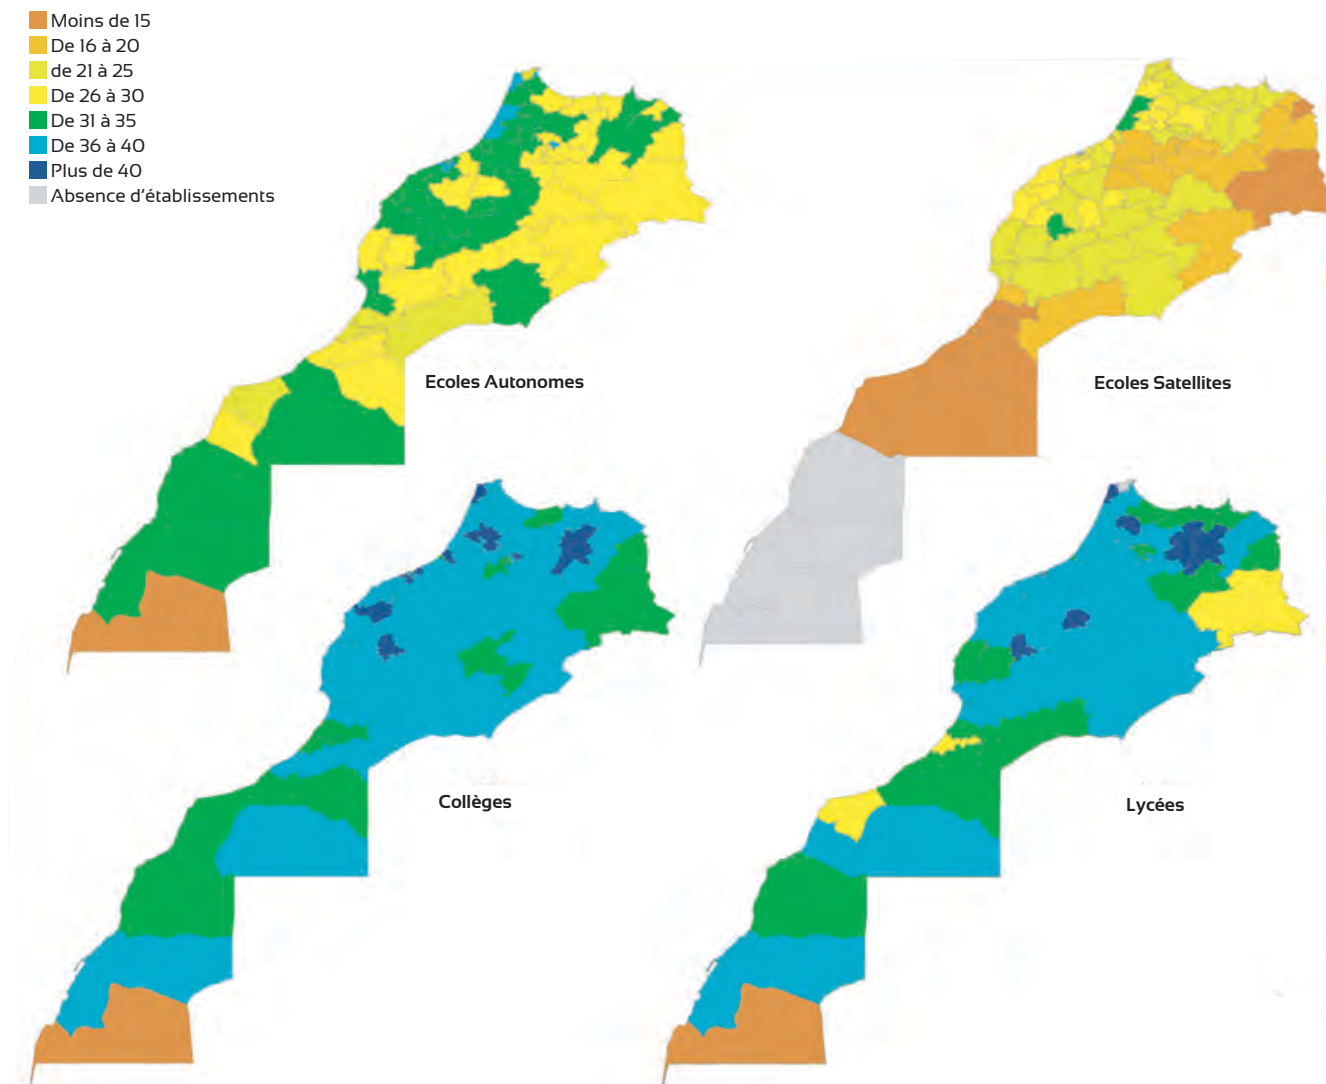 Moins de 15
De 16 à 20
de 21 à 25
De 26 à 30
De 31 à 35
De 36 à 40
Plus de 40
Absence d'établissements
Ecoles Autonomes
Ecoles Satellites
Collèges
Lycées